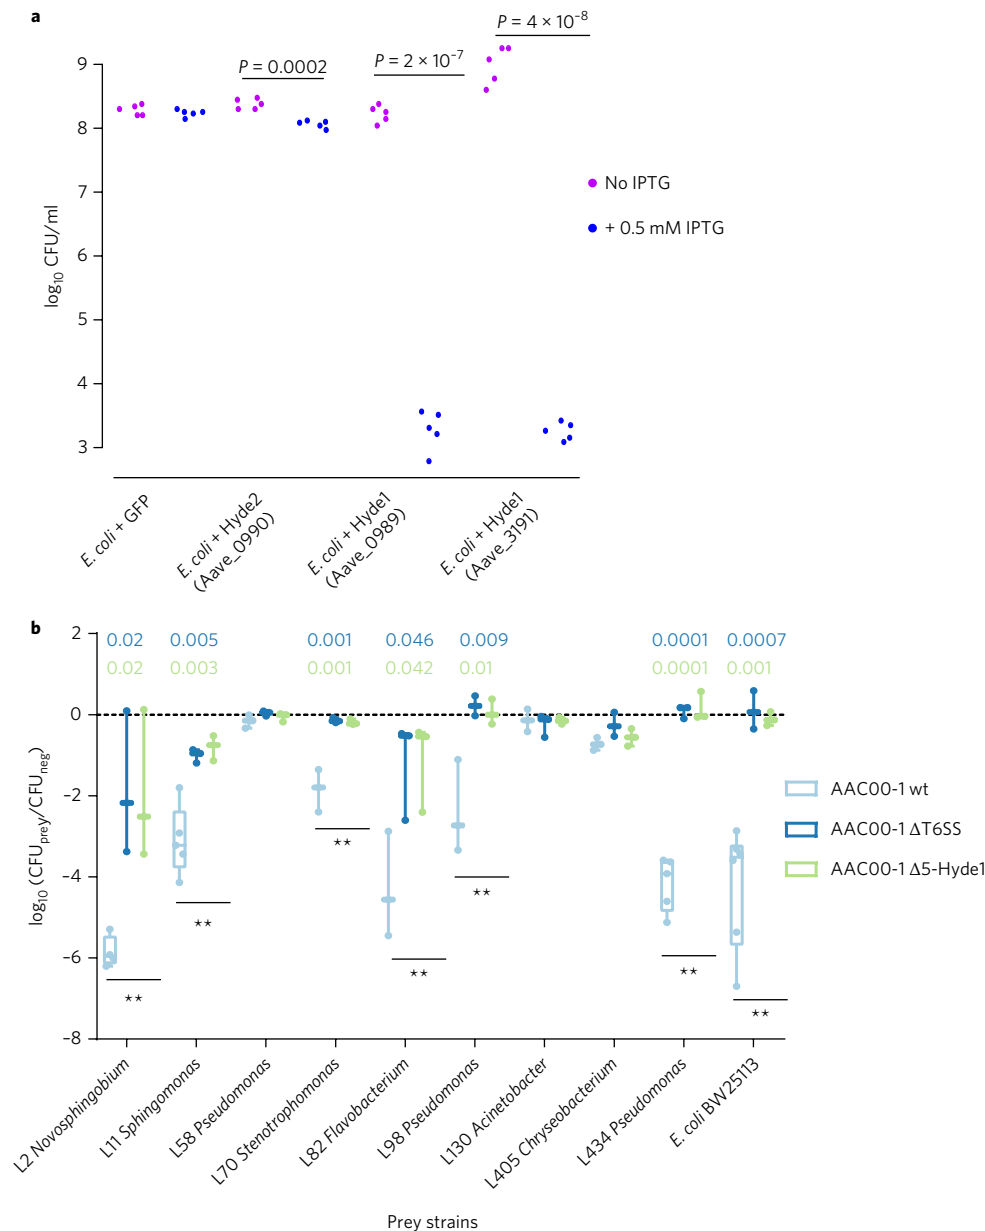 a
P = 0.0002
P = 2 × 10⁻⁷
P = 4 × 10⁻⁸
9
8
7
6
5
4
3
log₁₀ CFU/ml
No IPTG
+ 0.5 mM IPTG
E. coli + GFP
E. coli + Hyde2
(Aave_0990)
E. coli + Hyde1
(Aave_0989)
E. coli + Hyde1
(Aave_3191)
b
2
0
−2
−4
−6
−8
log₁₀ (CFUprey/CFUneg)
0.02 0.005 0.001 0.046 0.009 0.0001 0.0007
0.02 0.003 0.001 0.042 0.01 0.0001 0.001
** ** ** ** ** ** **
AAC00-1 wt
AAC00-1 ΔT6SS
AAC00-1 Δ5-Hyde1
L2 Novosphingobium
L11 Sphingomonas
L58 Pseudomonas
L70 Stenotrophomonas
L82 Flavobacterium
L98 Pseudomonas
L130 Acinetobacter
L405 Chryseobacterium
L434 Pseudomonas
E. coli BW25113
Prey strains